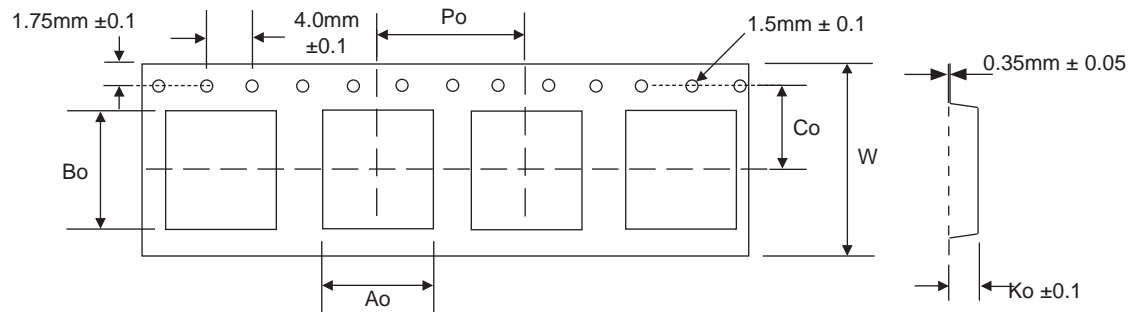 1.75mm ±0.1
4.0mm
±0.1
Po
1.5mm ± 0.1
0.35mm ± 0.05
Co
W
Bo
Ao
Ko ±0.1